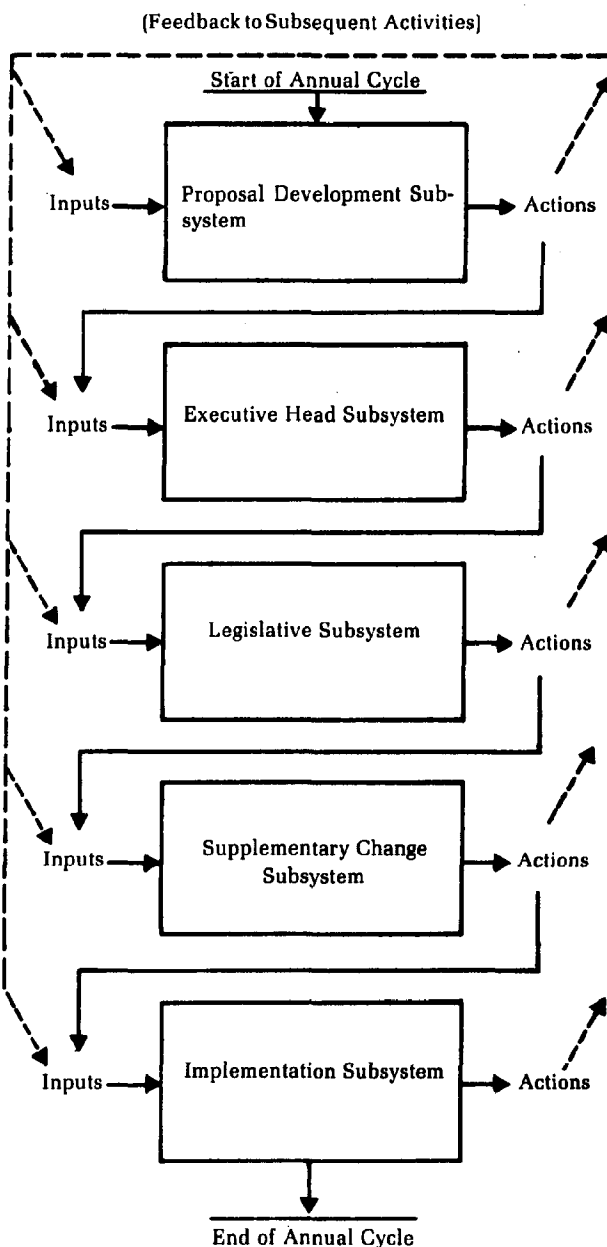 (Feedback to Subsequent Activities)
Start of Annual Cycle
Inputs
Proposal Development Sub-
system
Actions
Inputs
Executive Head Subsystem
Actions
Inputs
Legislative Subsystem
Actions
Inputs
Supplementary Change
Subsystem
Actions
Inputs
Implementation Subsystem
Actions
End of Annual Cycle